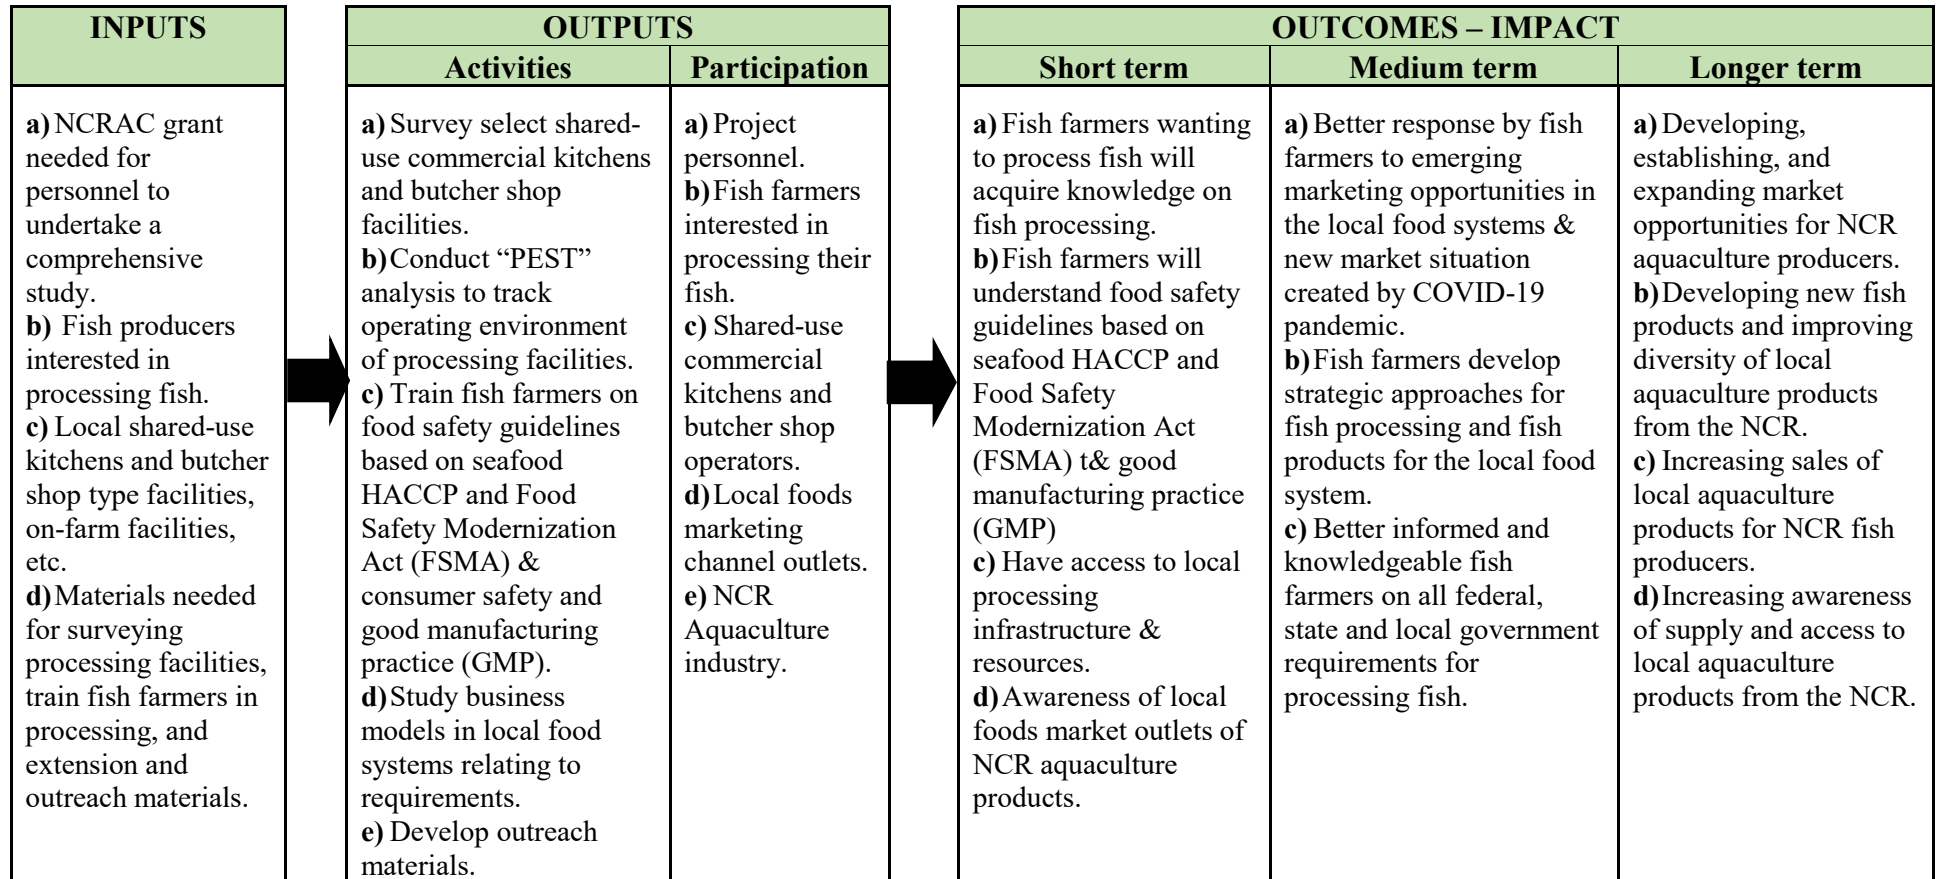 INPUTS
a) NCRAC grant
needed for
personnel to
undertake a
comprehensive
study.
b) Fish producers
interested in
processing fish.
c) Local shared-use
kitchens and butcher
shop type facilities,
on-farm facilities,
etc.
d) Materials needed
for surveying
processing facilities,
train fish farmers in
processing, and
extension and
outreach materials.
OUTPUTS
Activities
a) Survey select shared-
use commercial kitchens
and butcher shop
facilities.
b) Conduct “PEST”
analysis to track
operating environment
of processing facilities.
c) Train fish farmers on
food safety guidelines
based on seafood
HACCP and Food
Safety Modernization
Act (FSMA) &
consumer safety and
good manufacturing
practice (GMP).
d) Study business
models in local food
systems relating to
requirements.
e) Develop outreach
materials.
Participation
a) Project
personnel.
b) Fish farmers
interested in
processing their
fish.
c) Shared-use
commercial
kitchens and
butcher shop
operators.
d) Local foods
marketing
channel outlets.
e) NCR
Aquaculture
industry.
OUTCOMES – IMPACT
Short term
a) Fish farmers wanting
to process fish will
acquire knowledge on
fish processing.
b) Fish farmers will
understand food safety
guidelines based on
seafood HACCP and
Food Safety
Modernization Act
(FSMA) t& good
manufacturing practice
(GMP)
c) Have access to local
processing
infrastructure &
resources.
d) Awareness of local
foods market outlets of
NCR aquaculture
products.
Medium term
a) Better response by fish
farmers to emerging
marketing opportunities in
the local food systems &
new market situation
created by COVID-19
pandemic.
b) Fish farmers develop
strategic approaches for
fish processing and fish
products for the local food
system.
c) Better informed and
knowledgeable fish
farmers on all federal,
state and local government
requirements for
processing fish.
Longer term
a) Developing,
establishing, and
expanding market
opportunities for NCR
aquaculture producers.
b) Developing new fish
products and improving
diversity of local
aquaculture products
from the NCR.
c) Increasing sales of
local aquaculture
products for NCR fish
producers.
d) Increasing awareness
of supply and access to
local aquaculture
products from the NCR.